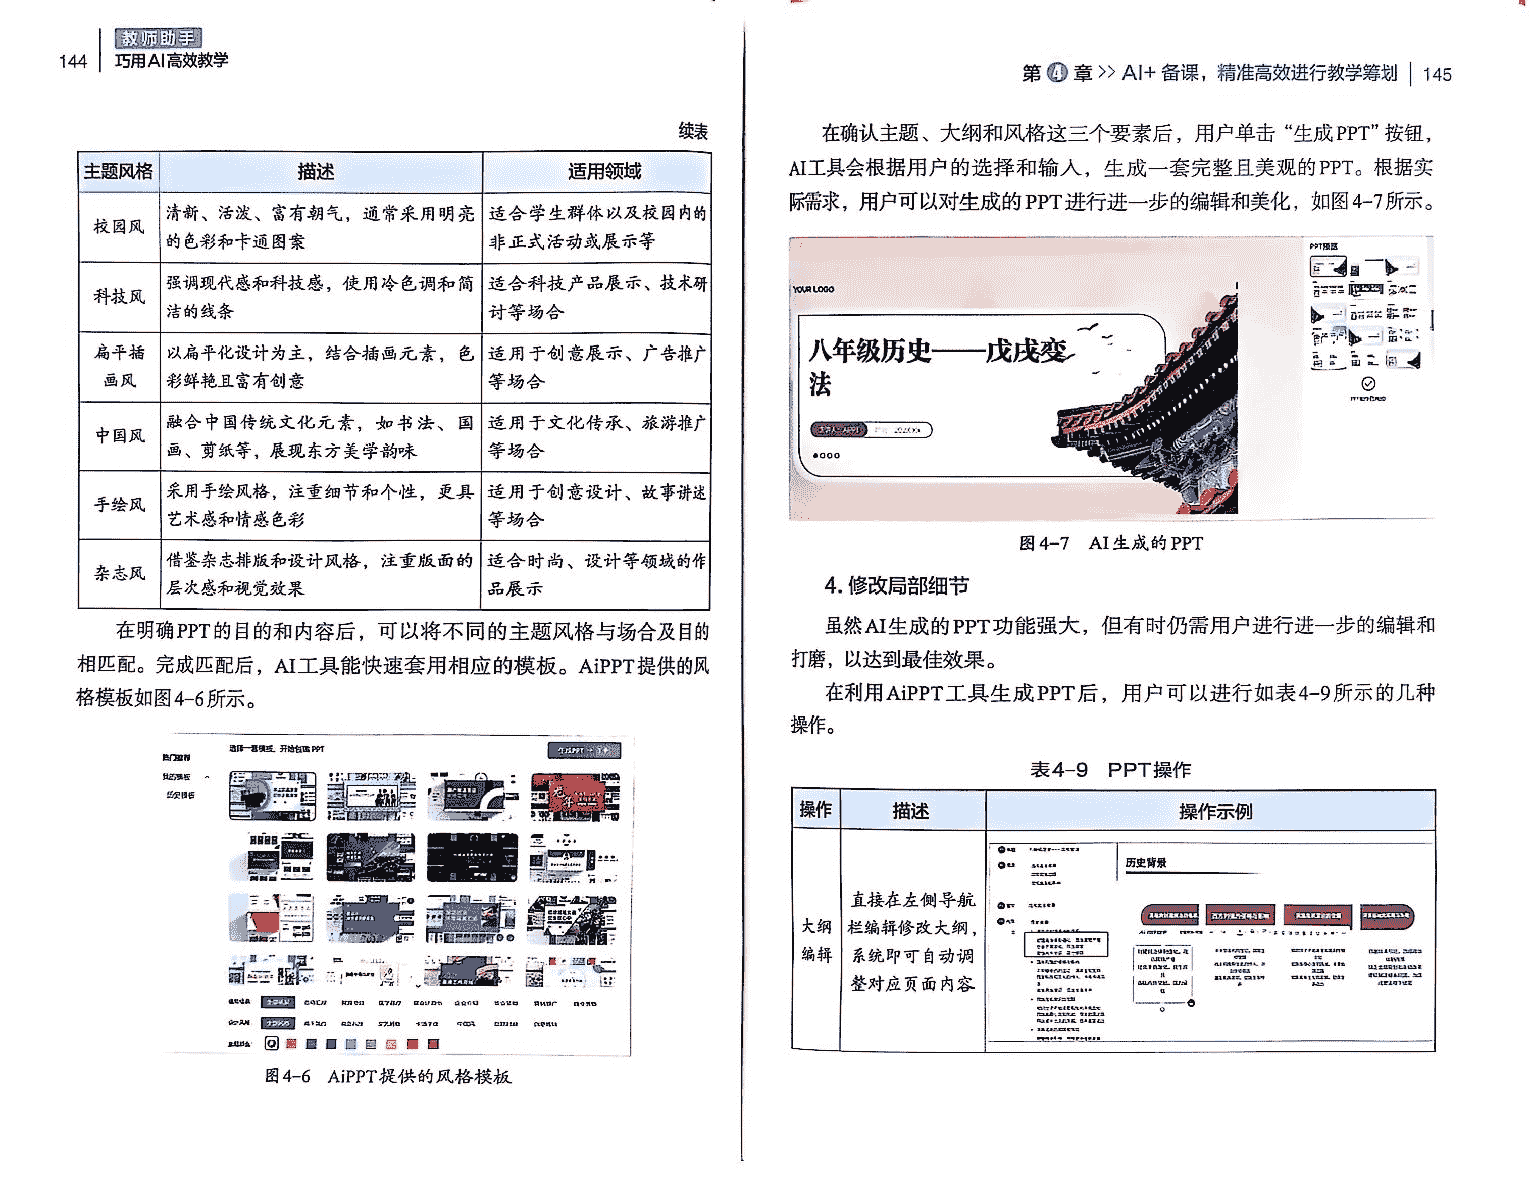 144
教师助手
巧用AI高效教学
续表
主题风格 描述 适用领域
校园风
清新、活泼、富有朝气，通常采用明亮
的色彩和卡通图案
适合学生群体以及校园内的
非正式活动或展示等
科技风
强调现代感和科技感，使用冷色调和简
洁的线条
适合科技产品展示、技术研
讨等场合
扁平插
画风
以扁平化设计为主，结合插画元素，色
彩鲜艳且富有创意
适用于创意展示、广告推广
等场合
中国风
融合中国传统文化元素，如书法、国
画、剪纸等，展现东方美学韵味
适用于文化传承、旅游推广
等场合
手绘风
采用手绘风格，注重细节和个性，更具
艺术感和情感色彩
适用于创意设计、故事讲述
等场合
杂志风
借鉴杂志排版和设计风格，注重版面的
层次感和视觉效果
适合时尚、设计等领域的作
品展示
在明确PPT的目的和内容后，可以将不同的主题风格与场合及目的
相匹配。完成匹配后，AI工具能快速套用相应的模板。AiPPT提供的风
格模板如图4-6所示。
选择一套模板，开始创建PPT
热门推荐
我的模板
历史模板
图4-6 AiPPT提供的风格模板
第4章>>AI+备课，精准高效进行教学筹划 145
在确认主题、大纲和风格这三个要素后，用户单击“生成PPT”按钮，
AI工具会根据用户的选择和输入，生成一套完整且美观的PPT。根据实
际需求，用户可以对生成的PPT进行进一步的编辑和美化，如图4-7所示。
YOUR LOGO
八年级历史——戊戌变
法
PPT预览
图4-7 AI生成的PPT
4. 修改局部细节
虽然AI生成的PPT功能强大，但有时仍需用户进行进一步的编辑和
打磨，以达到最佳效果。
在利用AiPPT工具生成PPT后，用户可以进行如表4-9所示的几种
操作。
表4-9 PPT操作
操作 描述 操作示例
大纲
编辑
直接在左侧导航
栏编辑修改大纲，
系统即可自动调
整对应页面内容
历史背景